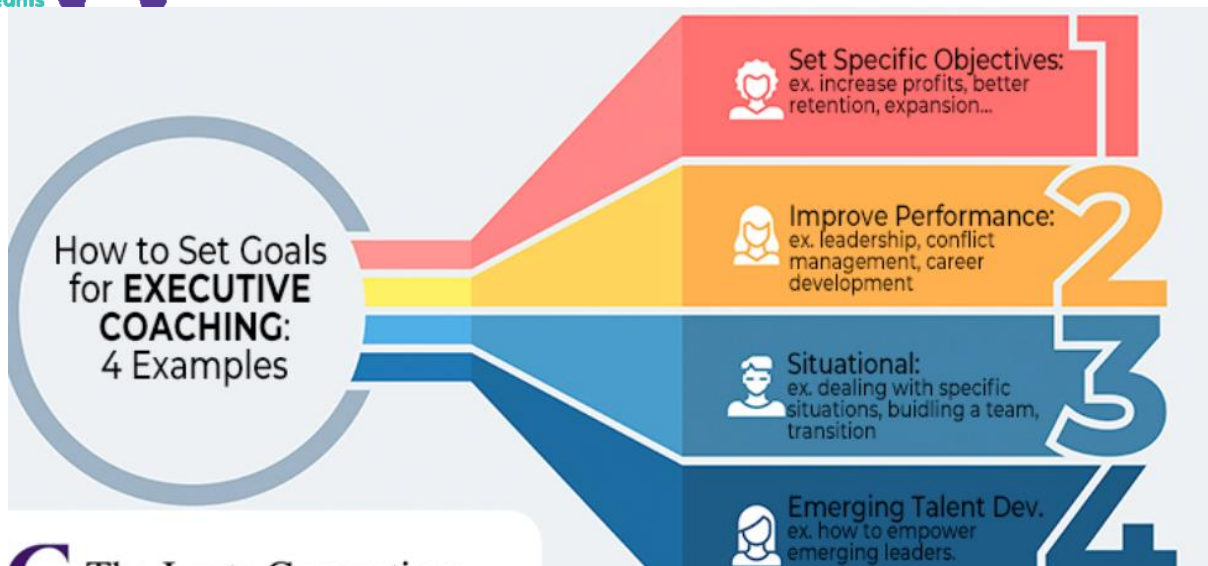 How to Set Goals
for EXECUTIVE
COACHING:
4 Examples
Set Specific Objectives:
ex. increase profits, better
retention, expansion...
1
Improve Performance:
ex. leadership, conflict
management, career
development
2
Situational:
ex. dealing with specific
situations, buidling a team,
transition
3
Emerging Talent Dev.
ex. how to empower
emerging leaders.
4